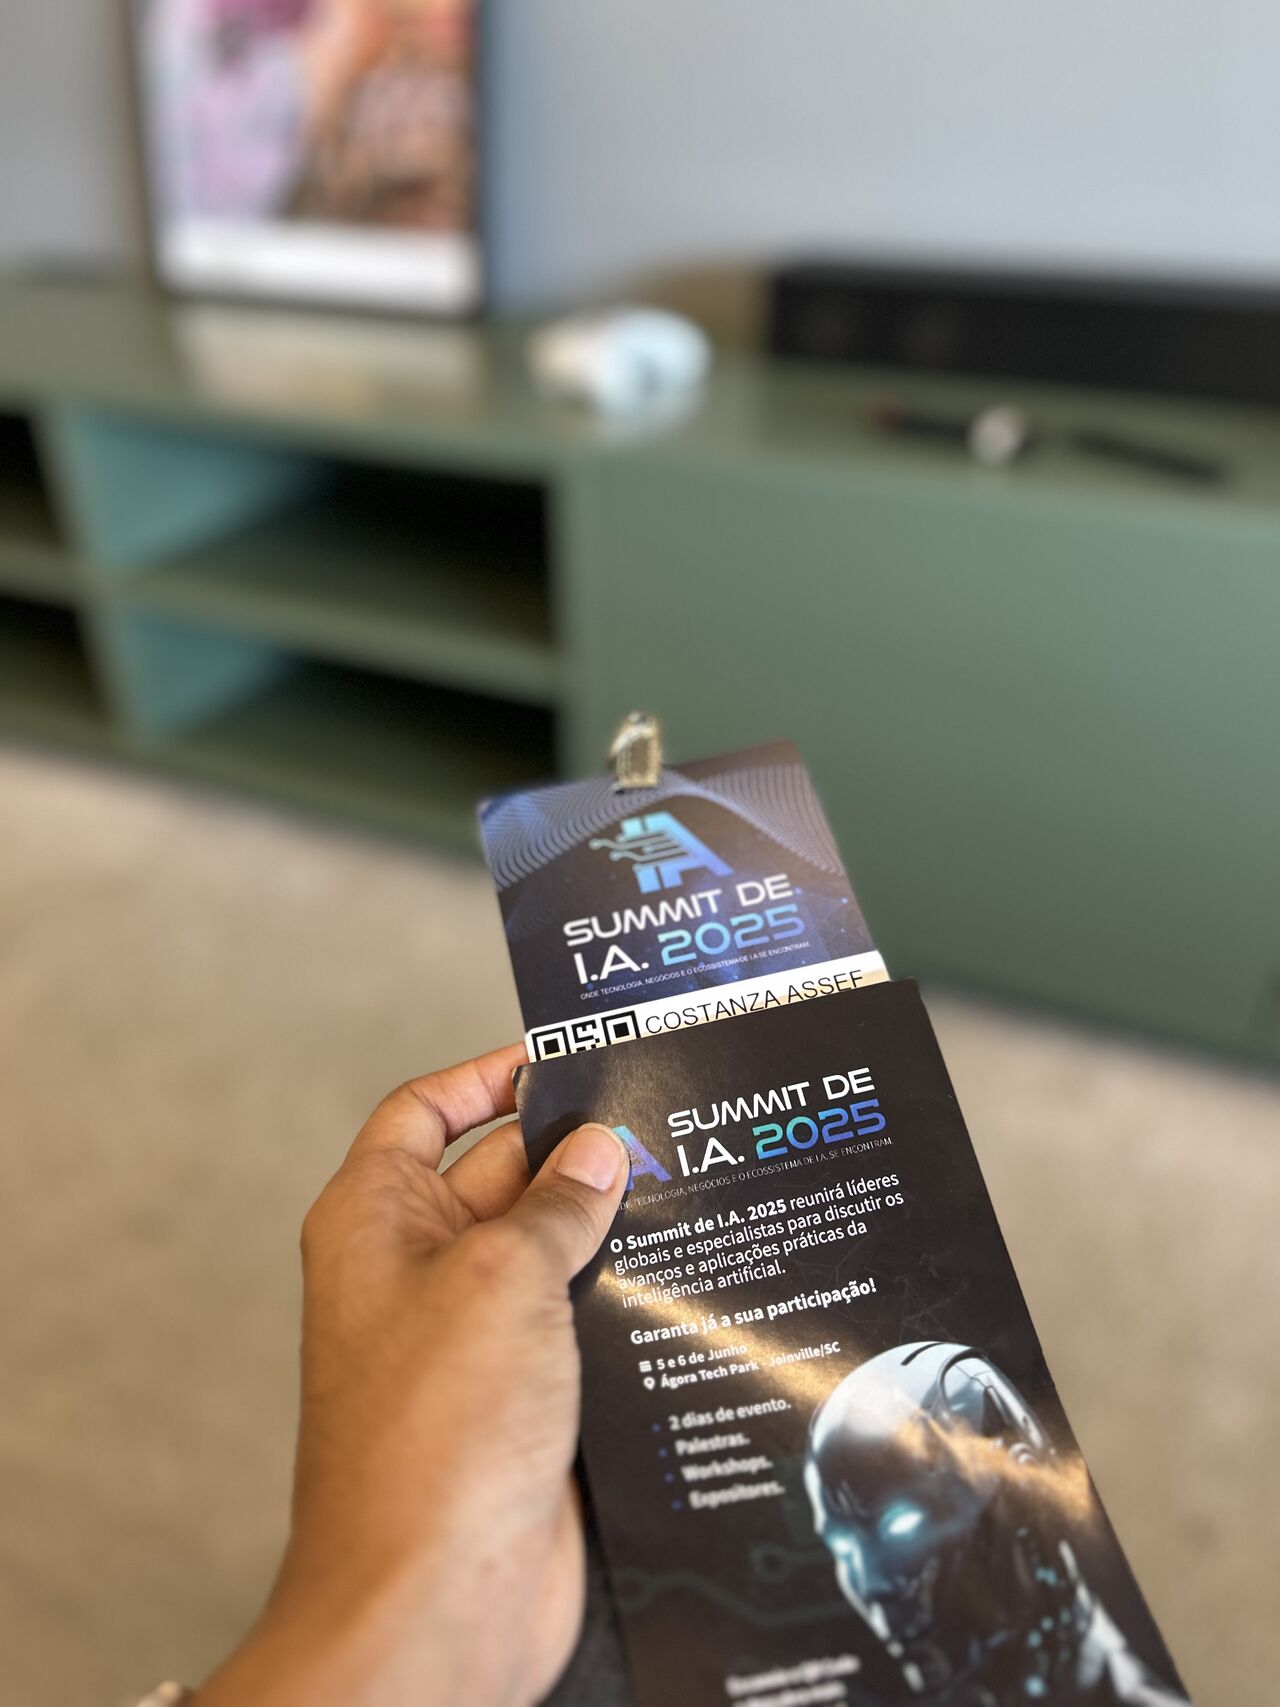 IA
SUMMIT DE
I.A. 2025
ONDE TECNOLOGIA, NEGÓCIOS E O ECOSSISTEMA DE I.A SE ENCONTRAM.
COSTANZA ASSEF
A
SUMMIT DE
I.A. 2025
TECNOLOGIA, NEGÓCIOS E O ECOSSISTEMA DE I.A. SE ENCONTRAM.
O Summit de I.A. 2025 reunirá líderes
globais e especialistas para discutir os
avanços e aplicações práticas da
inteligência artificial.
Garanta já a sua participação!
5 e 6 de Junho
Ágora Tech Park - Joinville/SC
2 dias de evento.
Palestras.
Workshops.
Expositores.